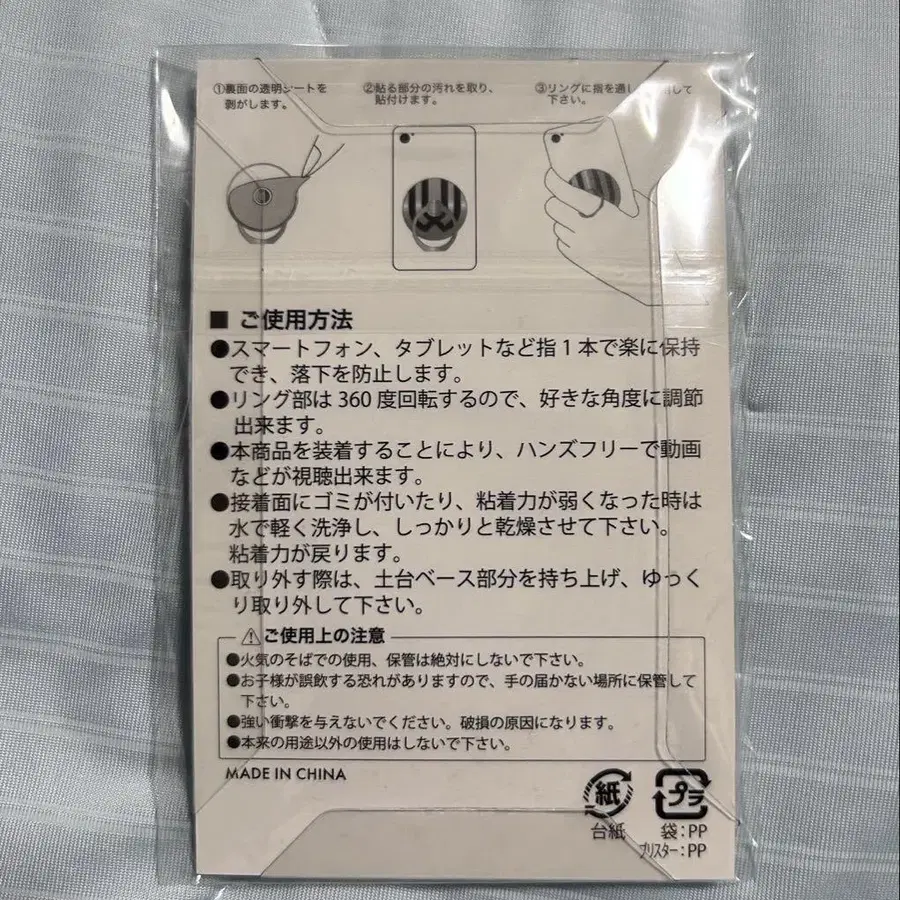 ①裏面の透明シートを
剥がします。
②貼る部分の汚れを取り、
貼付けます。
③リングに指を通し
して
下さい。
■ ご使用方法
●スマートフォン、タブレットなど指1本で楽に保持
でき、落下を防止します。
●リング部は360度回転するので、好きな角度に調節
出来ます。
●本商品を装着することにより、ハンズフリーで動画
などが視聴出来ます。
●接着面にゴミが付いたり、粘着力が弱くなった時は
水で軽く洗浄し、しっかりと乾燥させて下さい。
粘着力が戻ります。
●取り外す際は、土台ベース部分を持ち上げ、ゆっく
り取り外して下さい。
⚠ご使用上の注意
●火気のそばでの使用、保管は絶対にしないで下さい。
●お子様が誤飲する恐れがありますので、手の届かない場所に保管して
下さい。
●強い衝撃を与えないでください。破損の原因になります。
●本来の用途以外の使用はしないで下さい。
MADE IN CHINA
紙
台紙
プラ
袋:PP
ブリスター:PP